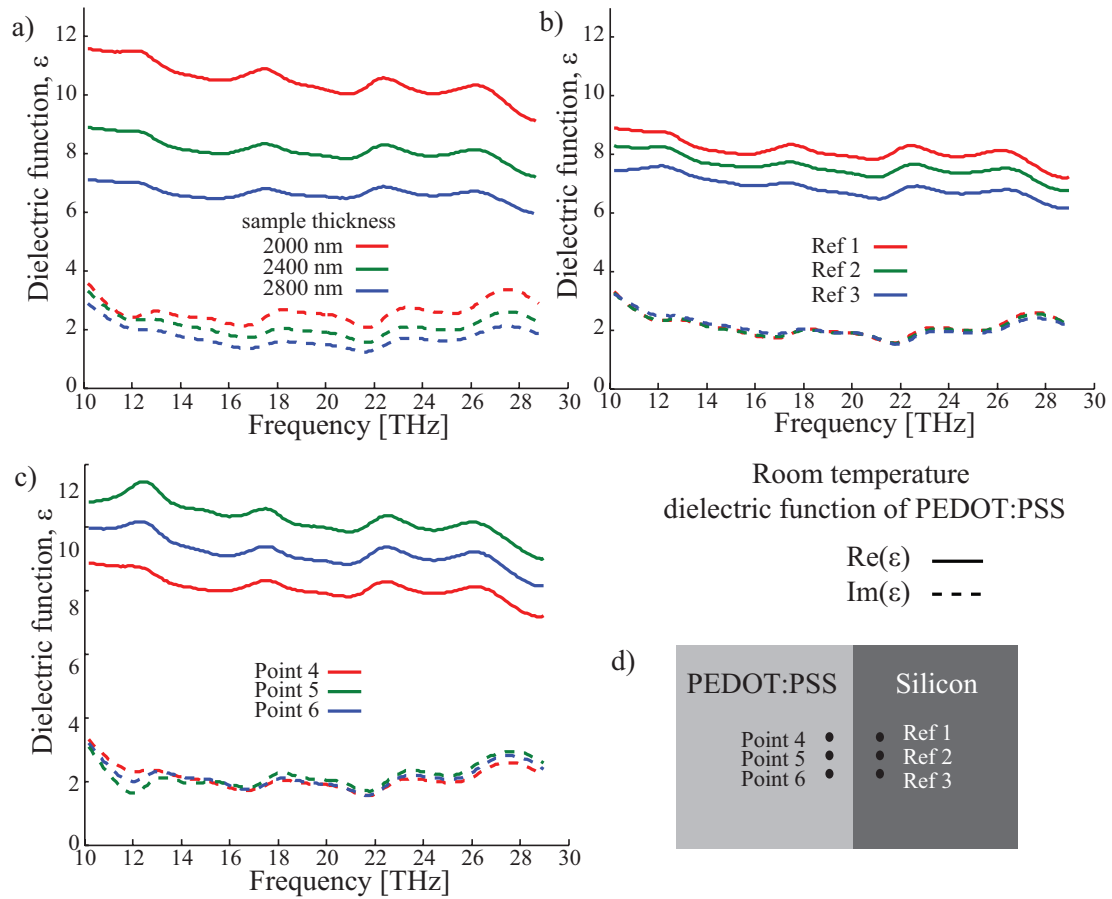 a)
Dielectric function, ε
12
10
8
6
4
2
0
sample thickness
2000 nm
2400 nm
2800 nm
10 12 14 16 18 20 22 24 26 28 30
Frequency [THz]
b)
Dielectric function, ε
12
10
8
6
4
2
0
Ref 1
Ref 2
Ref 3
10 12 14 16 18 20 22 24 26 28 30
Frequency [THz]
c)
Dielectric function, ε
12
10
8
6
4
2
0
Point 4
Point 5
Point 6
10 12 14 16 18 20 22 24 26 28 30
Frequency [THz]
Room temperature
dielectric function of PEDOT:PSS
Re(ε)
Im(ε)
d)
PEDOT:PSS Silicon
Point 4 Ref 1
Point 5 Ref 2
Point 6 Ref 3